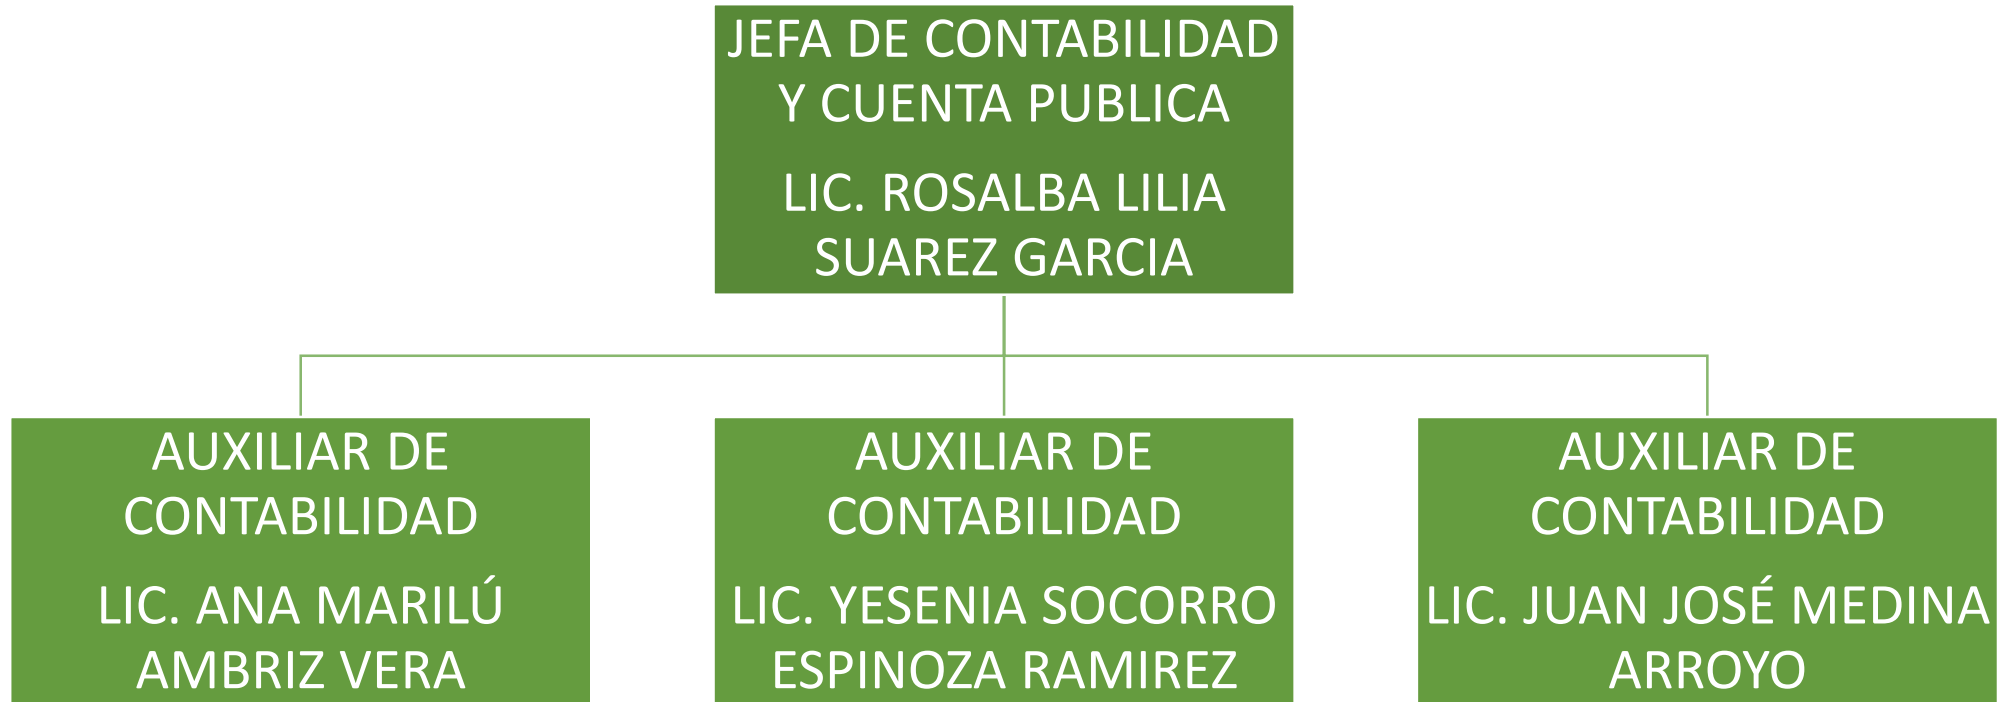 JEFA DE CONTABILIDAD
Y CUENTA PUBLICA
LIC. ROSALBA LILIA
SUAREZ GARCIA
AUXILIAR DE
CONTABILIDAD
LIC. ANA MARILÚ
AMBRIZ VERA
AUXILIAR DE
CONTABILIDAD
LIC. YESENIA SOCORRO
ESPINOZA RAMIREZ
AUXILIAR DE
CONTABILIDAD
LIC. JUAN JOSÉ MEDINA
ARROYO